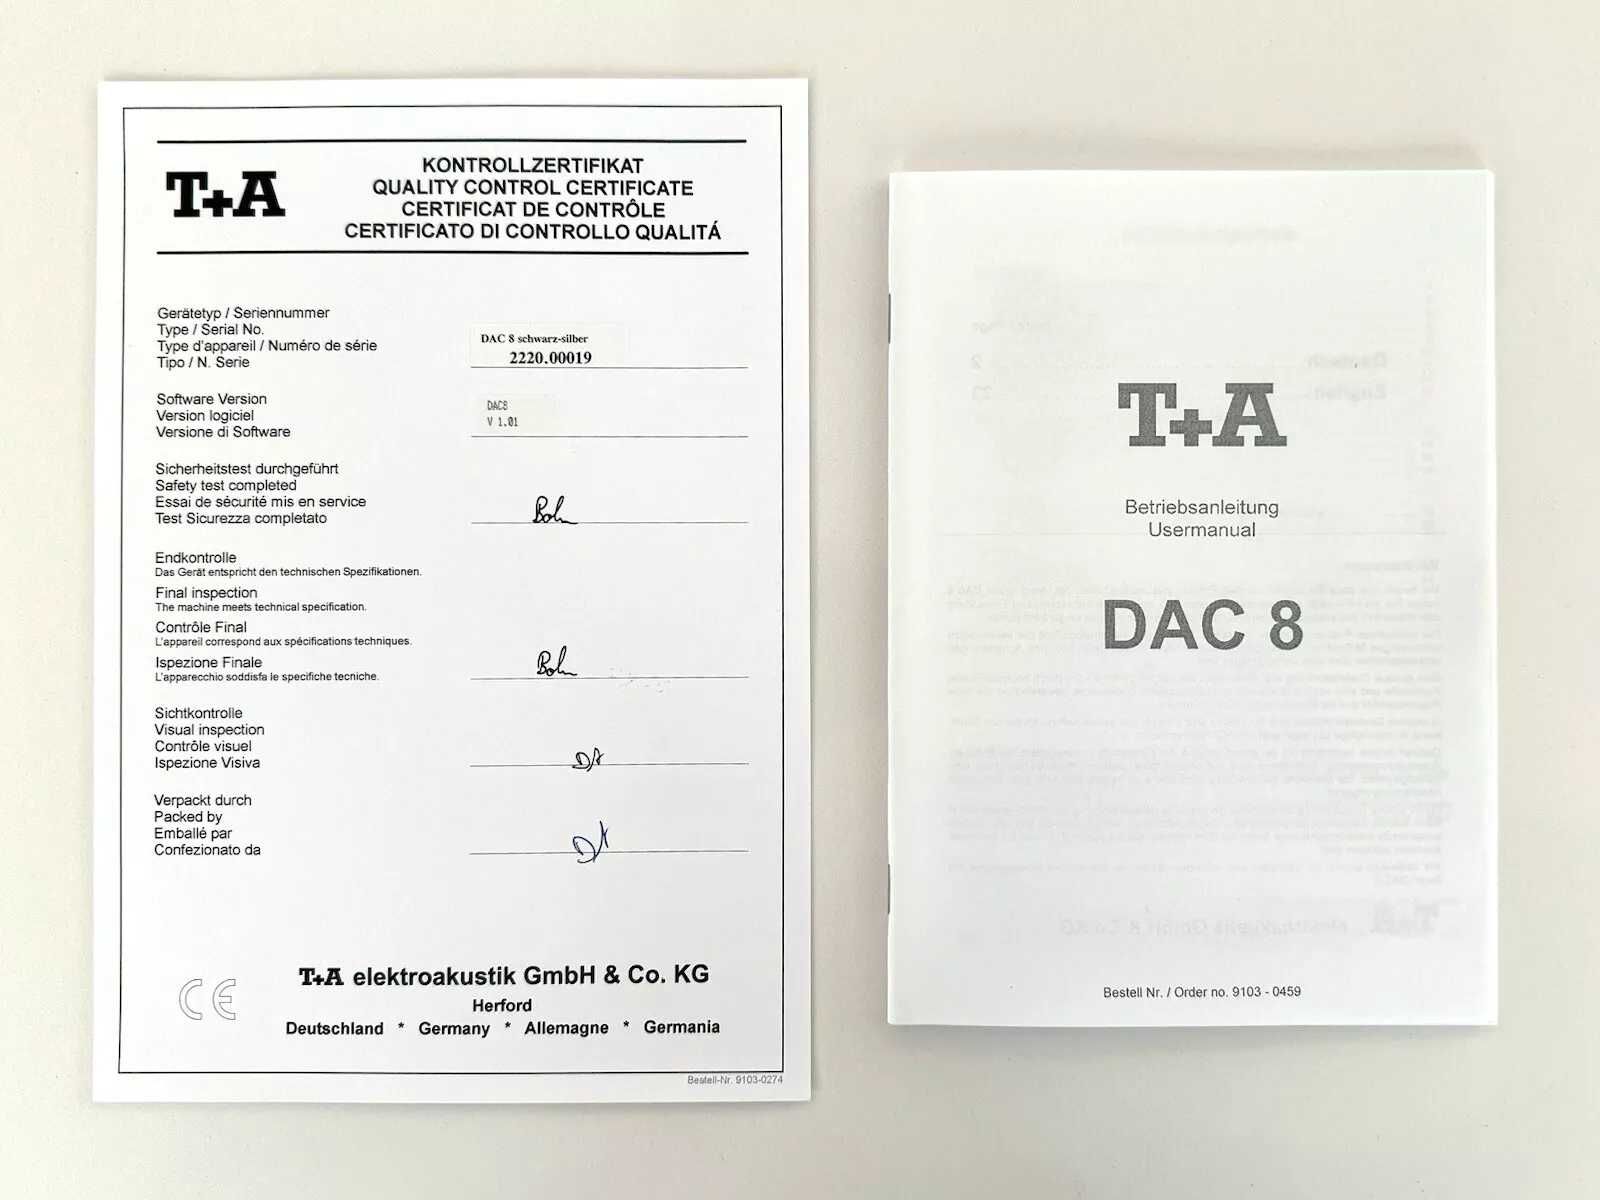 T+A
KONTROLLZERTIFIKAT
QUALITY CONTROL CERTIFICATE
CERTIFICAT DE CONTRÔLE
CERTIFICATO DI CONTROLLO QUALITÁ
Gerätetyp / Seriennummer
Type / Serial No.
Type d'appareil / Numéro de série
Tipo / N. Serie
DAC 8 schwarz-silber
2220.00019
Software Version
Version logiciel
Versione di Software
DAC8
V 1.01
Sicherheitstest durchgeführt
Safety test completed
Essai de sécurité mis en service
Test Sicurezza completato
Endkontrolle
Das Gerät entspricht den technischen Spezifikationen.
Final inspection
The machine meets technical specification.
Contrôle Final
L'appareil correspond aux spécifications techniques.
Ispezione Finale
L'apparecchio soddisfa le specifiche tecniche.
Sichtkontrolle
Visual inspection
Contrôle visuel
Ispezione Visiva
Verpackt durch
Packed by
Emballé par
Confezionato da
CE
T+A elektroakustik GmbH & Co. KG
Herford
Deutschland * Germany * Allemagne * Germania
Bestell-Nr. 9103-0274
T+A
Betriebsanleitung
Usermanual
DAC 8
Bestell Nr. / Order no. 9103 - 0459